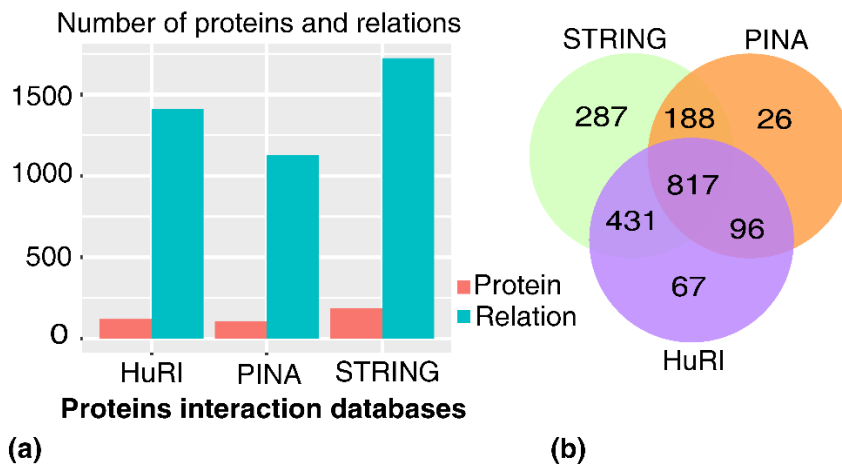 Number of proteins and relations
1500
1000
500
0
HuRI PINA STRING
Proteins interaction databases
Protein
Relation
(a)
STRING PINA
287 188 26
817
431 96
67
HuRI
(b)